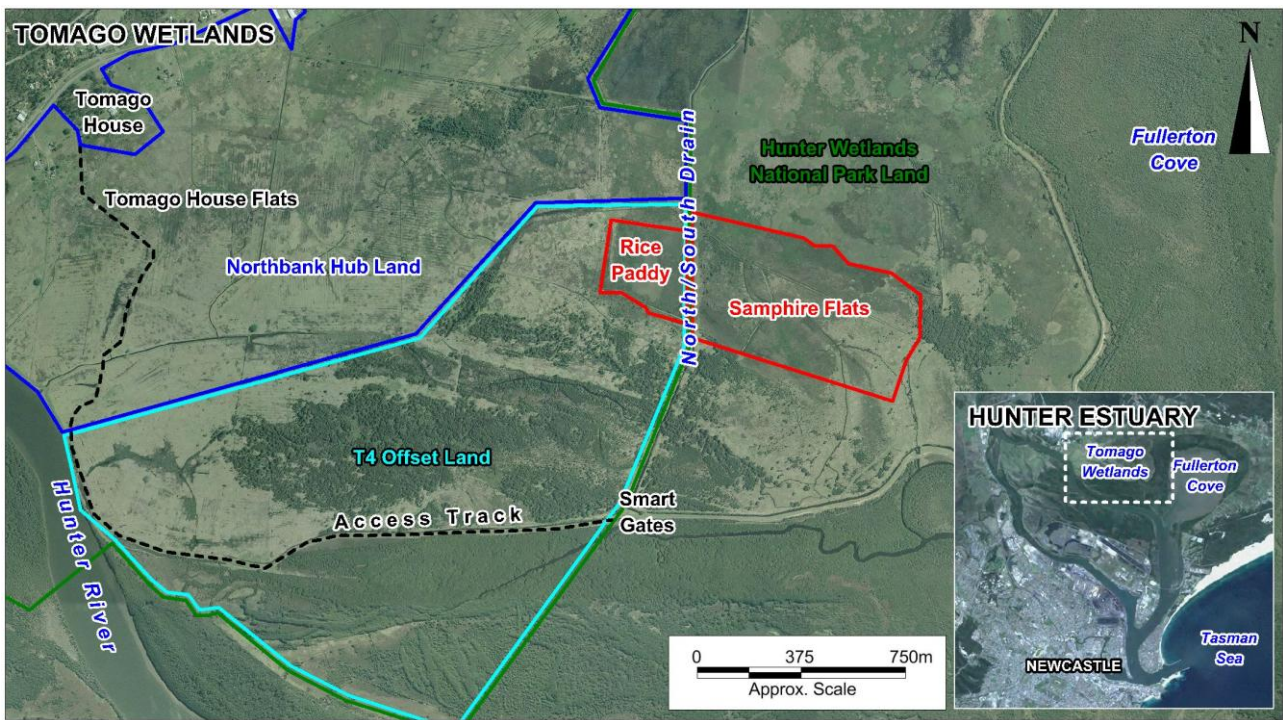 TOMAGO WETLANDS
N
Tomago
House
Fullerton
Cove
Hunter Wetlands
National Park Land
Tomago House Flats
North/South Drain
Rice
Paddy
Northbank Hub Land
Samphire Flats
T4 Offset Land
Smart
Gates
Access Track
Hunter River
0 375 750m
Approx. Scale
HUNTER ESTUARY
Tomago
Wetlands
Fullerton
Cove
NEWCASTLE
Tasman
Sea